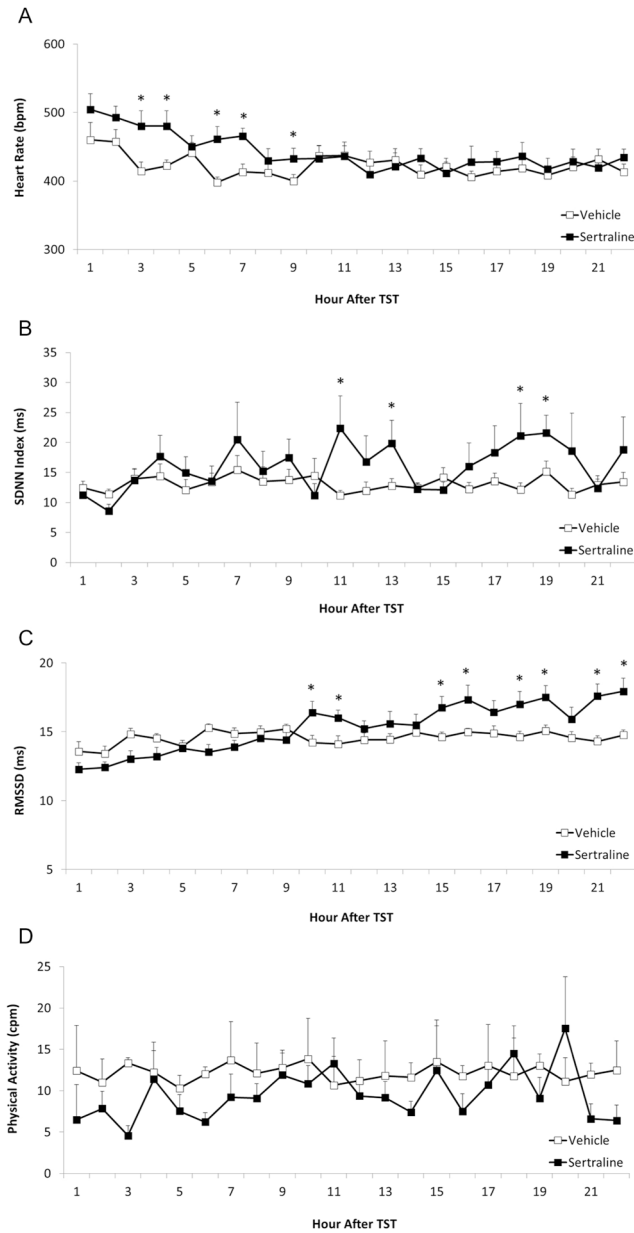 A
600
500
400
300
Heart Rate (bpm)
* * * * *
Vehicle
Sertraline
1 3 5 7 9 11 13 15 17 19 21
Hour After TST
B
35
30
25
20
15
10
5
0
SDNN Index (ms)
* * * *
Vehicle
Sertraline
1 3 5 7 9 11 13 15 17 19 21
Hour After TST
C
20
15
10
5
RMSSD (ms)
* * * * * * * *
Vehicle
Sertraline
1 3 5 7 9 11 13 15 17 19 21
Hour After TST
D
25
20
15
10
5
0
Physical Activity (cpm)
Vehicle
Sertraline
1 3 5 7 9 11 13 15 17 19 21
Hour After TST